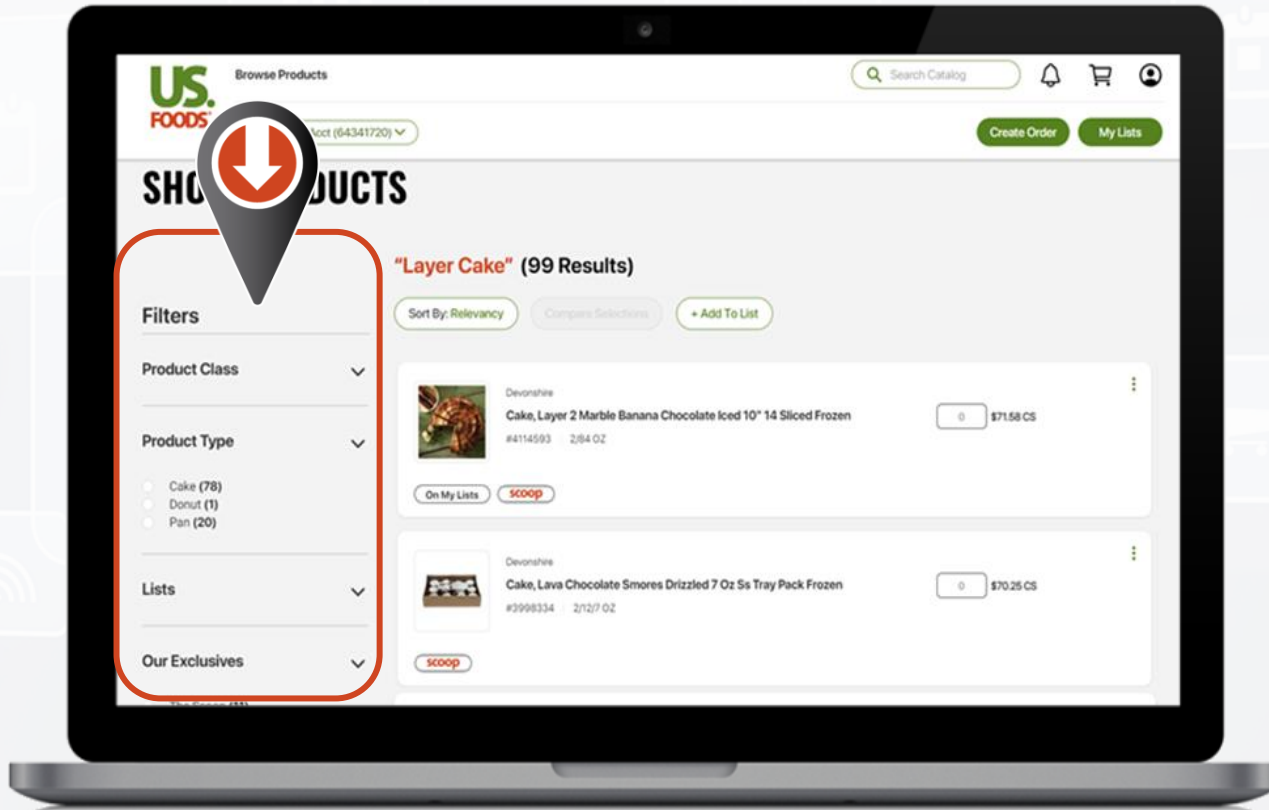 US.
FOODS
Browse Products
Search Catalog
Acct (64341720)
Create Order
My Lists
"Layer Cake" (99 Results)
Filters
Sort By: Relevancy
Compare Selections
+ Add To List
Product Class
Devonshire
Cake, Layer 2 Marble Banana Chocolate Iced 10" 14 Sliced Frozen
#4114593 2/84 OZ
0 $71.58 CS
On My Lists
scoop
Product Type
Cake (78)
Donut (1)
Pan (20)
Lists
Devonshire
Cake, Lava Chocolate Smores Drizzled 7 Oz Ss Tray Pack Frozen
#3998334 2/12/7 OZ
0 $70.25 CS
scoop
Our Exclusives